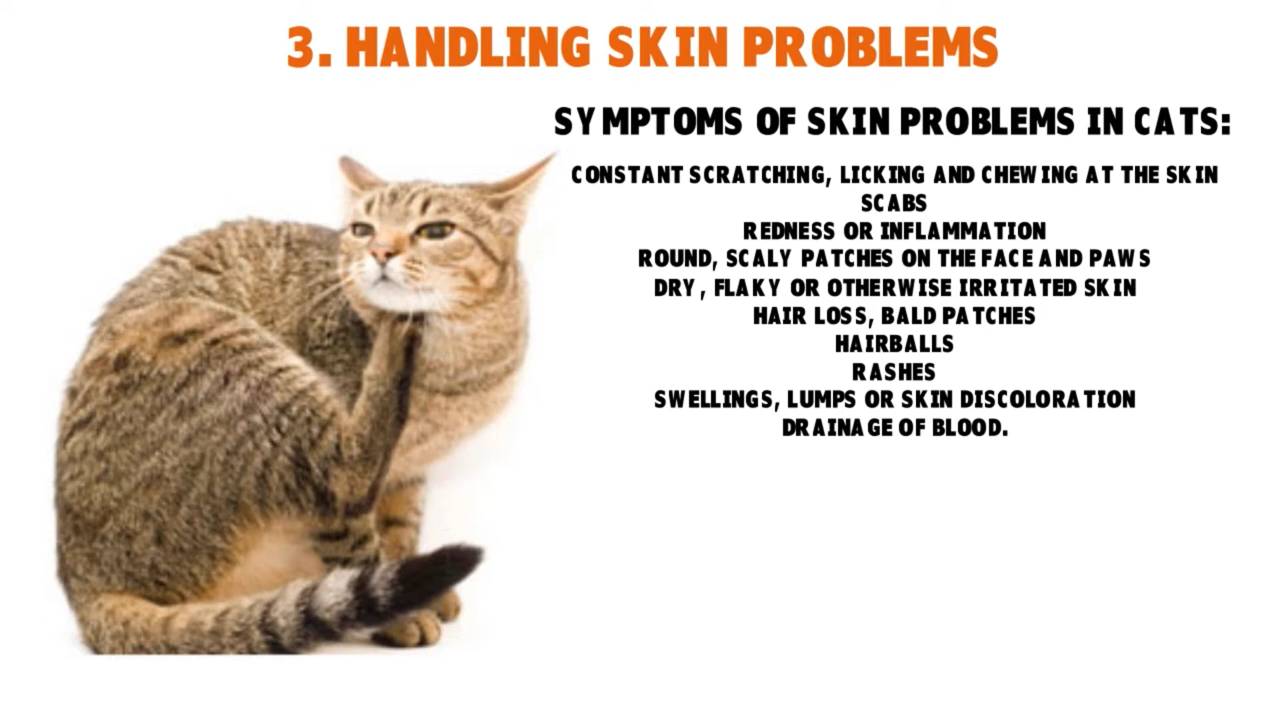 3. HANDLING SKIN PROBLEMS
SYMPTOMS OF SKIN PROBLEMS IN CATS:
CONSTANT SCRATCHING, LICKING AND CHEWING AT THE SKIN
SCABS
REDNESS OR INFLAMMATION
ROUND, SCALY PATCHES ON THE FACE AND PAWS
DRY, FLAKY OR OTHERWISE IRRITATED SKIN
HAIR LOSS, BALD PATCHES
HAIRBALLS
RASHES
SWELLINGS, LUMPS OR SKIN DISCOLORATION
DRAINAGE OF BLOOD.